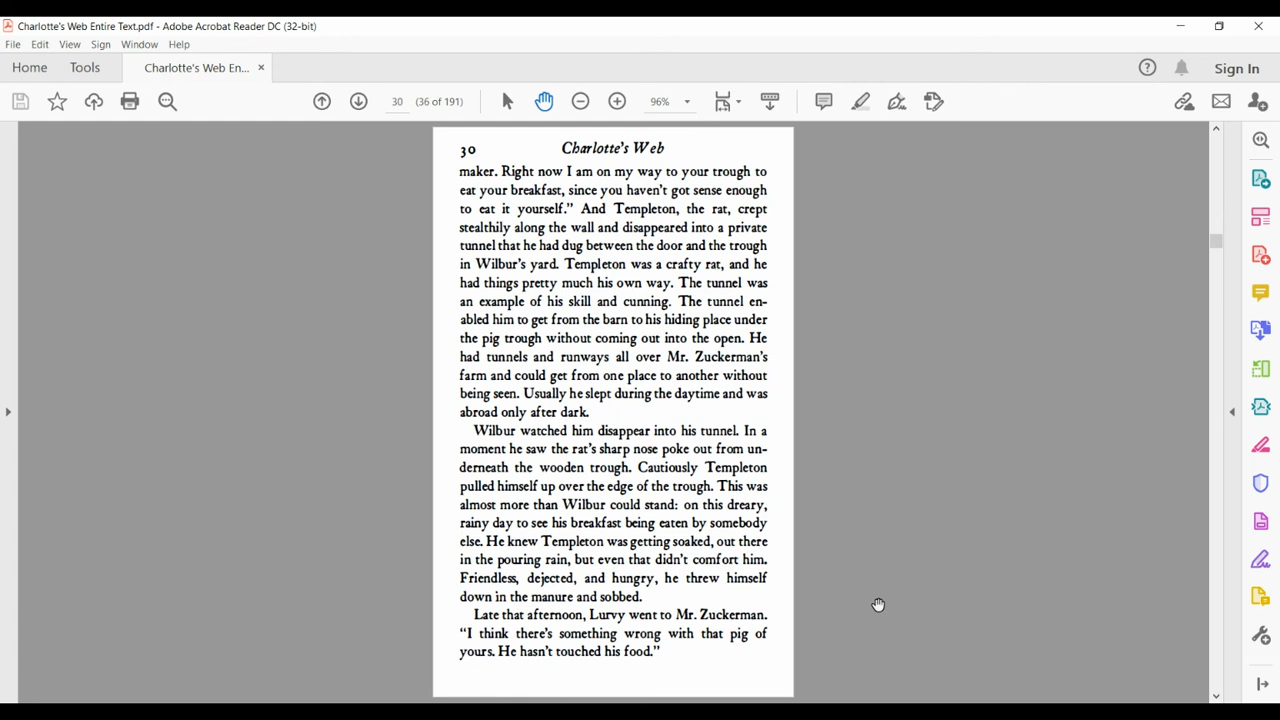 Charlotte's Web Entire Text.pdf - Adobe Acrobat Reader DC (32-bit)
File Edit View Sign Window Help
Home Tools Charlotte's Web En... ×
Sign In
30 (36 of 191) 96%
30 Charlotte's Web
maker. Right now I am on my way to your trough to
eat your breakfast, since you haven't got sense enough
to eat it yourself.” And Templeton, the rat, crept
stealthily along the wall and disappeared into a private
tunnel that he had dug between the door and the trough
in Wilbur's yard. Templeton was a crafty rat, and he
had things pretty much his own way. The tunnel was
an example of his skill and cunning. The tunnel en-
abled him to get from the barn to his hiding place under
the pig trough without coming out into the open. He
had tunnels and runways all over Mr. Zuckerman's
farm and could get from one place to another without
being seen. Usually he slept during the daytime and was
abroad only after dark.
Wilbur watched him disappear into his tunnel. In a
moment he saw the rat's sharp nose poke out from un-
derneath the wooden trough. Cautiously Templeton
pulled himself up over the edge of the trough. This was
almost more than Wilbur could stand: on this dreary,
rainy day to see his breakfast being eaten by somebody
else. He knew Templeton was getting soaked, out there
in the pouring rain, but even that didn't comfort him.
Friendless, dejected, and hungry, he threw himself
down in the manure and sobbed.
Late that afternoon, Lurvy went to Mr. Zuckerman.
“I think there's something wrong with that pig of
yours. He hasn't touched his food.”